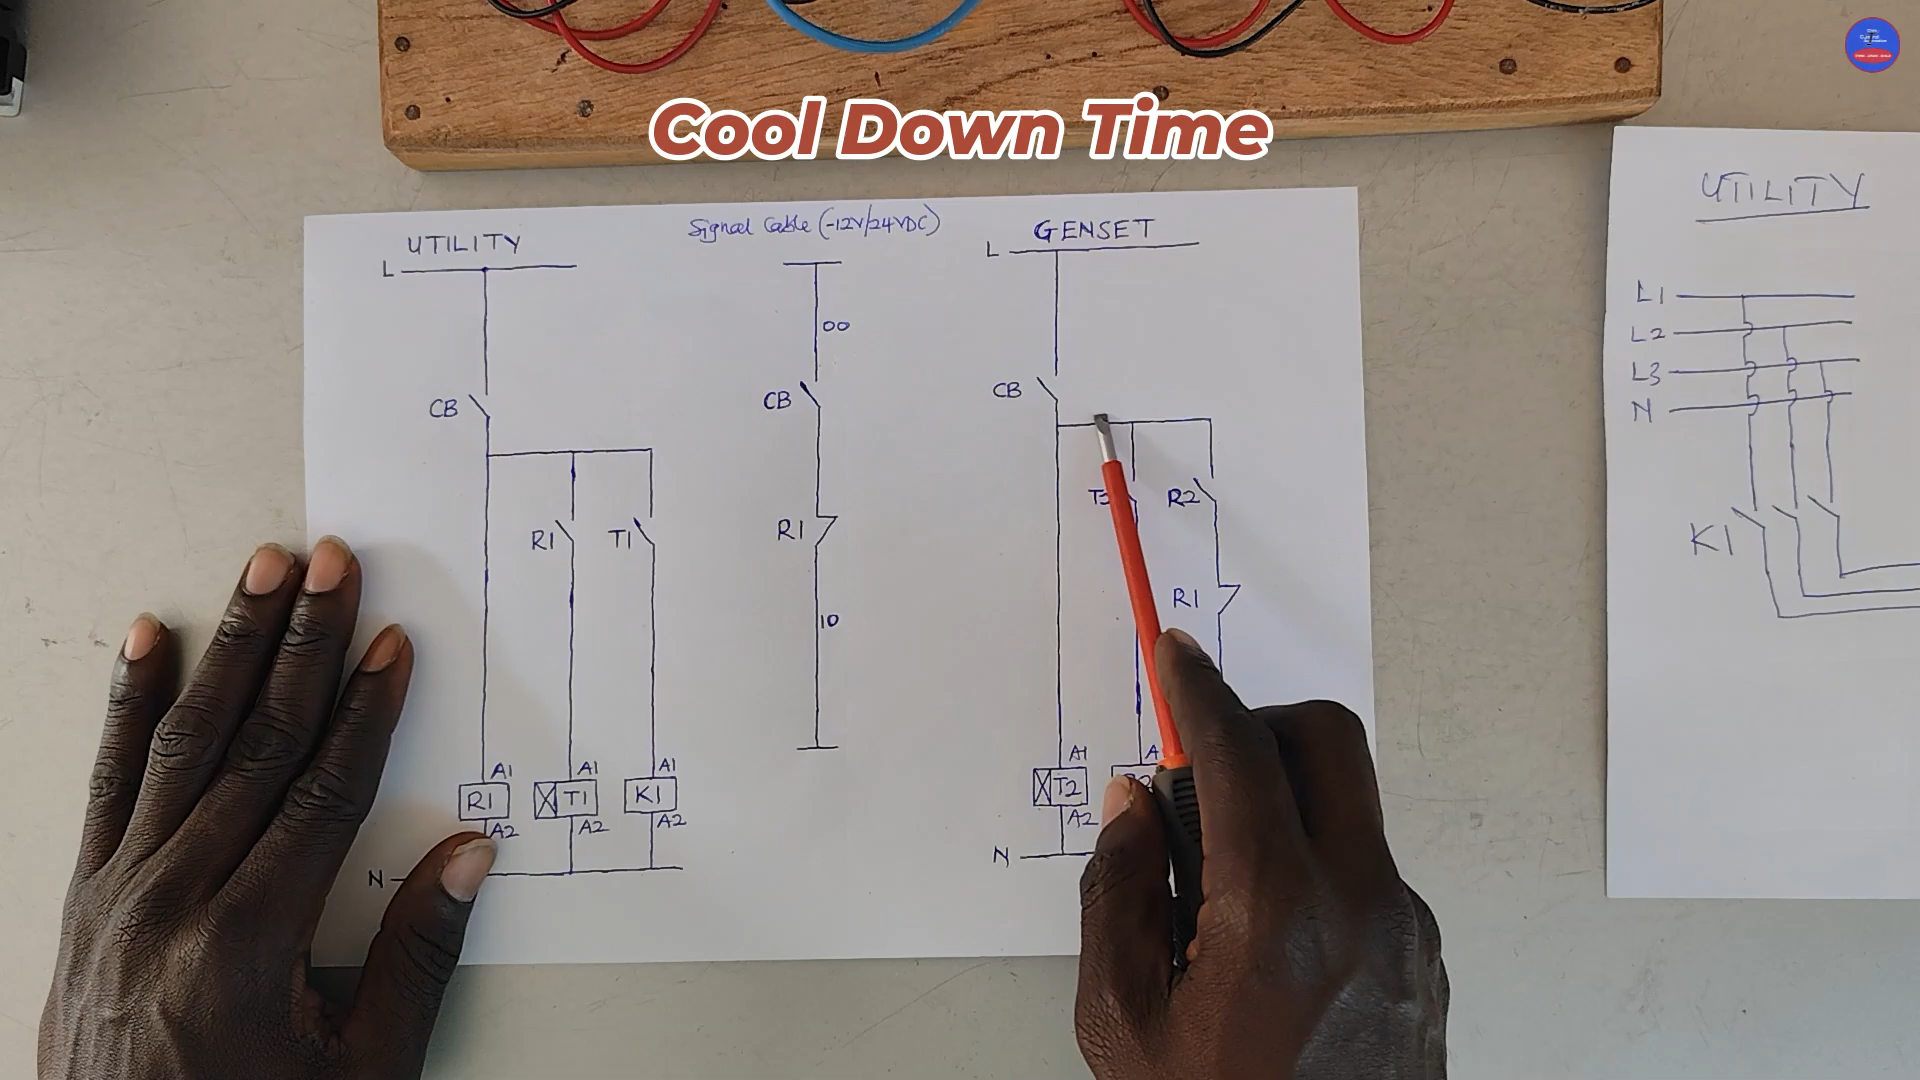 Cool Down Time
UTILITY
L
CB
R1
T1
A1
A1
A1
R1
T1
K1
A2
A2
A2
N
Signal Cable (-12V/24VDC)
00
CB
R1
10
GENSET
L
CB
R2
R1
A1
A
T2
A2
N
UTILITY
L1
L2
L3
N
K1